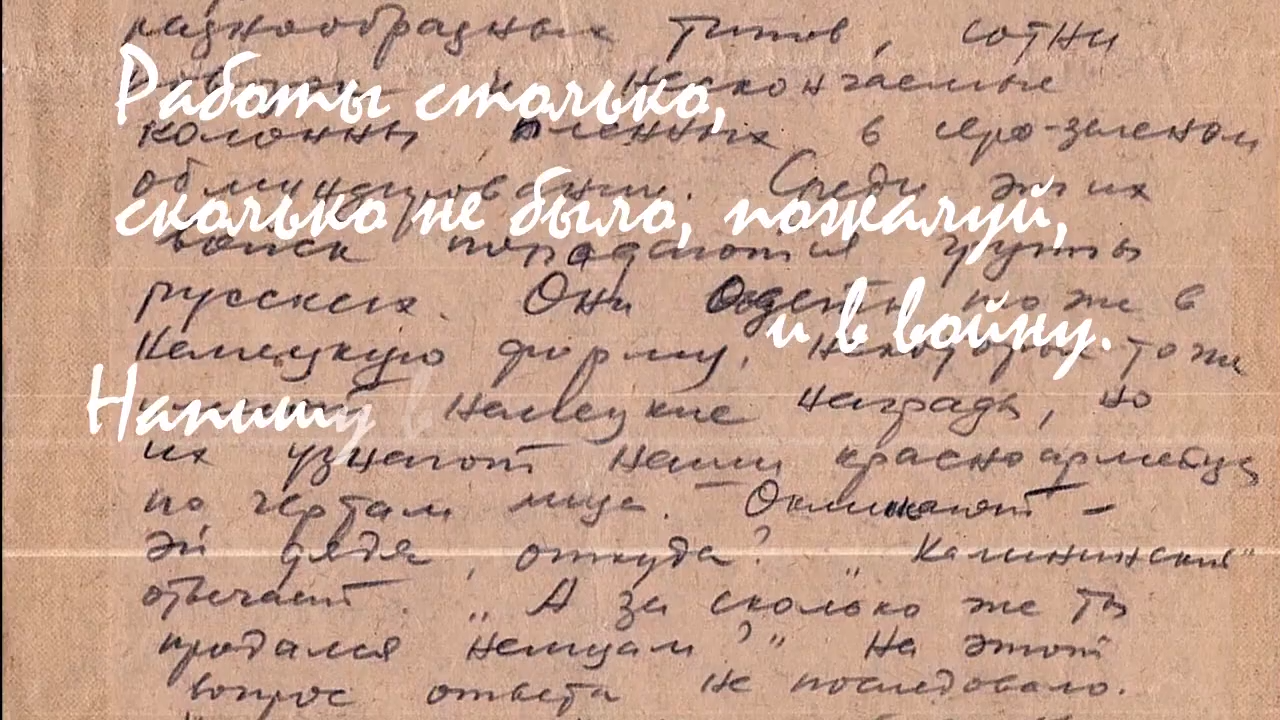 разнообразных типов, сотни
нескончаемые
колонны пленных в серо-зеленом
обмундировании. Среди этих
войск попадаются группы
русских. Они одеты тоже в
немецкую форму, некоторые тоже
немецкие награды, но
их узнают наши красноармейцы
по чертам лица. Окликают –
эй дядя, откуда? „Калининский"
отвечает. „А за сколько же ты
продался немцам?" На этот
вопрос ответа не последовало.
Работы столько,
сколько не было, пожалуй,
и в войну.
Напишу в